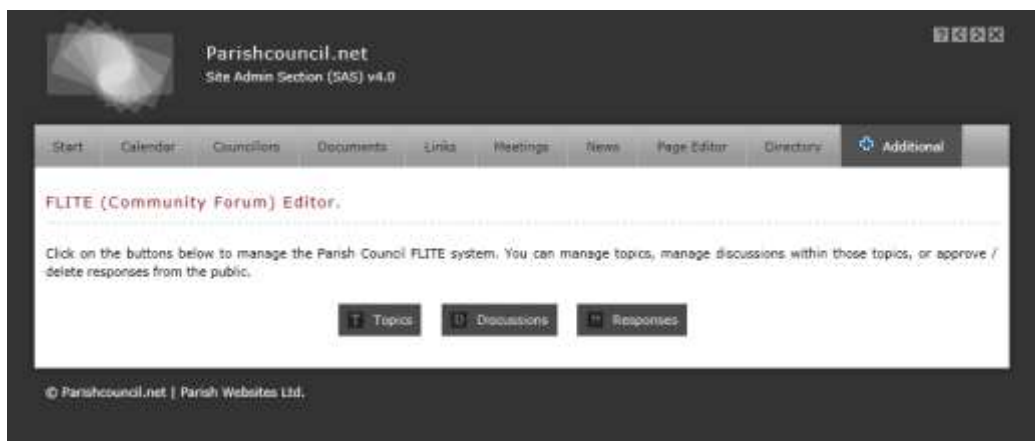 Parishcouncil.net
Site Admin Section (SAS) v4.0
Start Calendar Councillors Documents Links Meetings News Page Editor Directory Additional
FLITE (Community Forum) Editor.
Click on the buttons below to manage the Parish Council FLITE system. You can manage topics, manage discussions within those topics, or approve /
delete responses from the public.
T Topics D Discussions Responses
© Parishcouncil.net | Parish Websites Ltd.